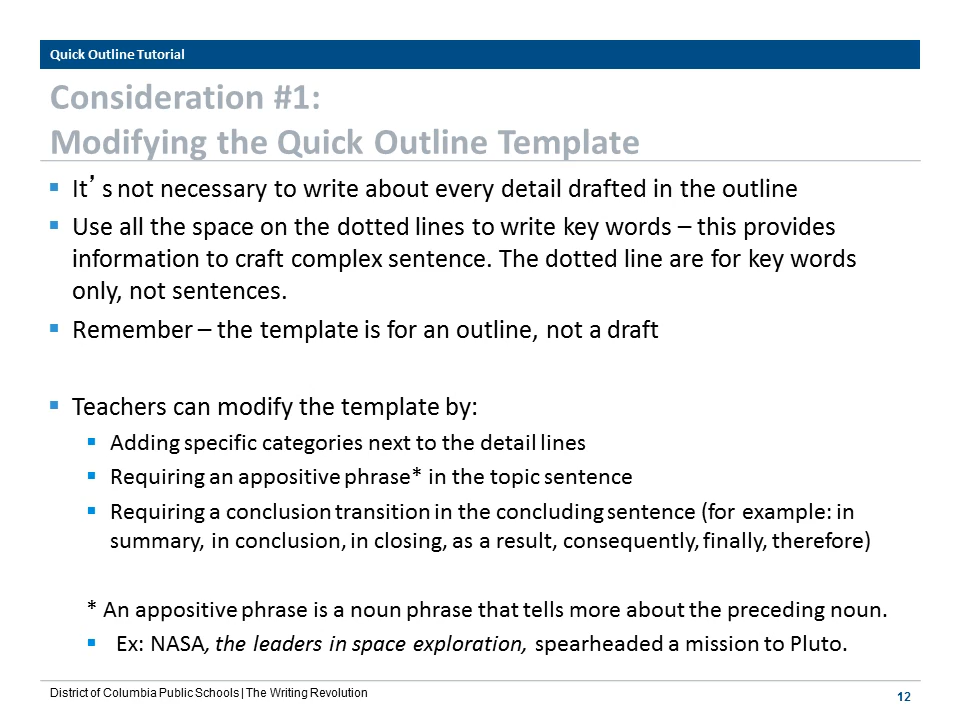 Quick Outline Tutorial
Consideration #1:
Modifying the Quick Outline Template
It’s not necessary to write about every detail drafted in the outline
Use all the space on the dotted lines to write key words – this provides
information to craft complex sentence. The dotted line are for key words
only, not sentences.
Remember – the template is for an outline, not a draft
Teachers can modify the template by:
Adding specific categories next to the detail lines
Requiring an appositive phrase* in the topic sentence
Requiring a conclusion transition in the concluding sentence (for example: in
summary, in conclusion, in closing, as a result, consequently, finally, therefore)
* An appositive phrase is a noun phrase that tells more about the preceding noun.
Ex: NASA, the leaders in space exploration, spearheaded a mission to Pluto.
District of Columbia Public Schools | The Writing Revolution
12